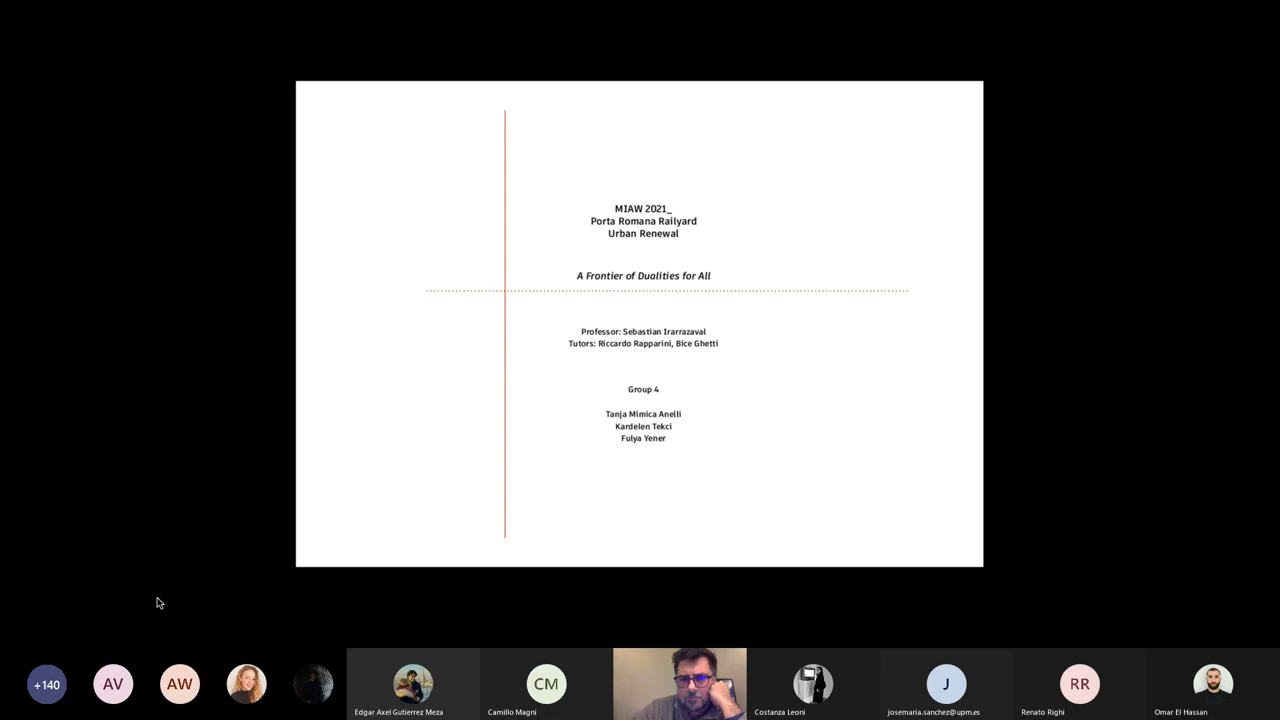 MIAW 2021_
Porta Romana Railyard
Urban Renewal
A Frontier of Dualities for All
Professor: Sebastian Irarrazaval
Tutors: Riccardo Rapparini, Bice Ghetti
Group 4
Tanja Mimica Anelli
Kardelen Tekci
Fulya Yener
+140
AV
AW
CM
J
RR
Edgar Axel Gutierrez Meza
Camillo Magni
Costanza Leoni
josemaria.sanchez@upm.es
Renato Righi
Omar El Hassan